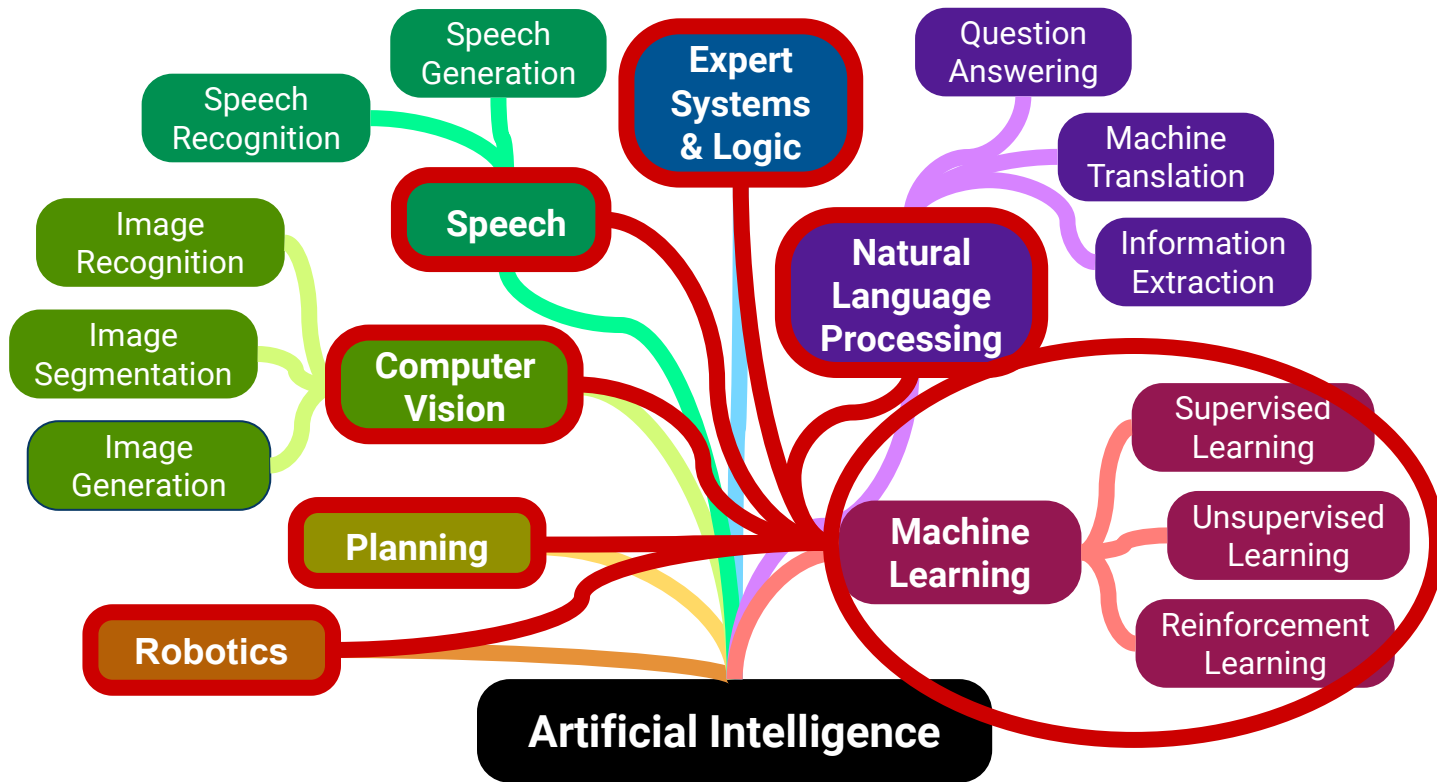 Speech
Generation
Speech
Recognition
Expert
Systems
& Logic
Question
Answering
Machine
Translation
Information
Extraction
Speech
Natural
Language
Processing
Image
Recognition
Image
Segmentation
Image
Generation
Computer
Vision
Supervised
Learning
Unsupervised
Learning
Reinforcement
Learning
Machine
Learning
Planning
Robotics
Artificial Intelligence